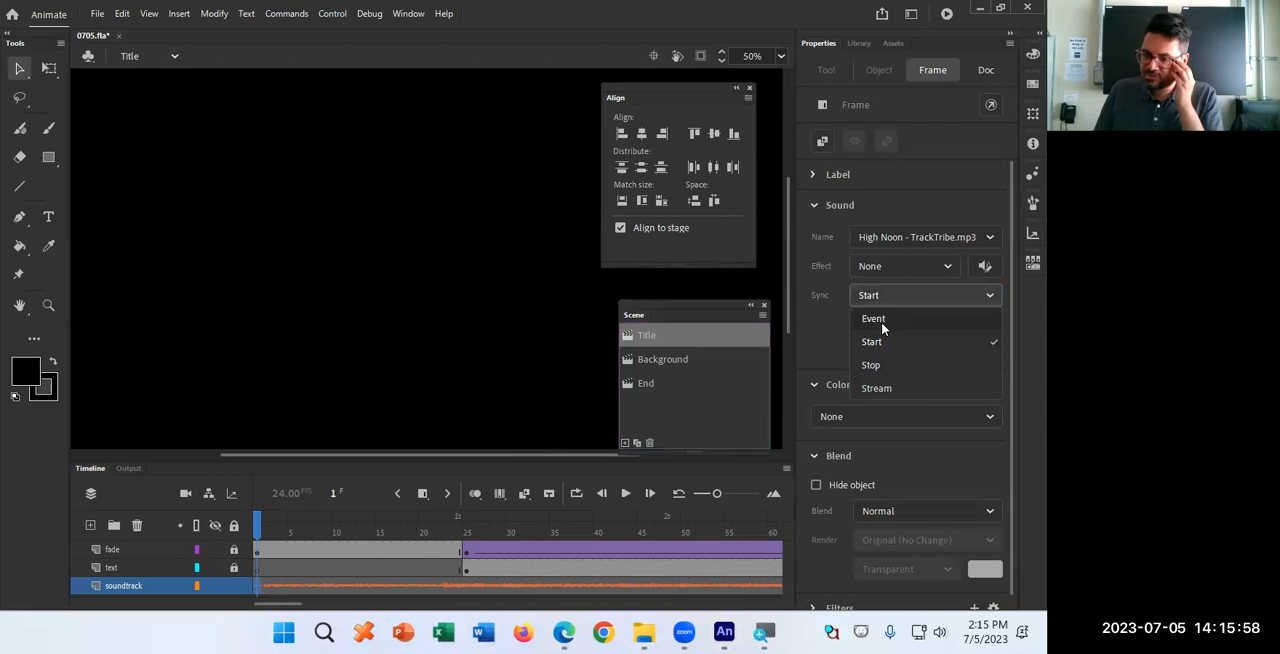 Animate File Edit View Insert Modify Text Commands Control Debug Window Help
0705.fla* ×
Tools
Title
50%
Properties Library Assets
Tool Object Frame Doc
Frame
Label
Sound
Name High Noon - TrackTribe.mp3
Effect None
Sync Start
Event
Start
Stop
Stream
Color
None
Blend
Hide object
Blend Normal
Render Original (No Change)
Transparent
Filters
Align
Align:
Distribute:
Match size: Space:
Align to stage
Scene
Title
Background
End
Timeline Output
24.00 FPS 1 F
1s 2s
5 10 15 20 25 30 35 40 45 50 55 60
fade
text
soundtrack
zoom
An
2:15 PM
7/5/2023
2023-07-05 14:15:58